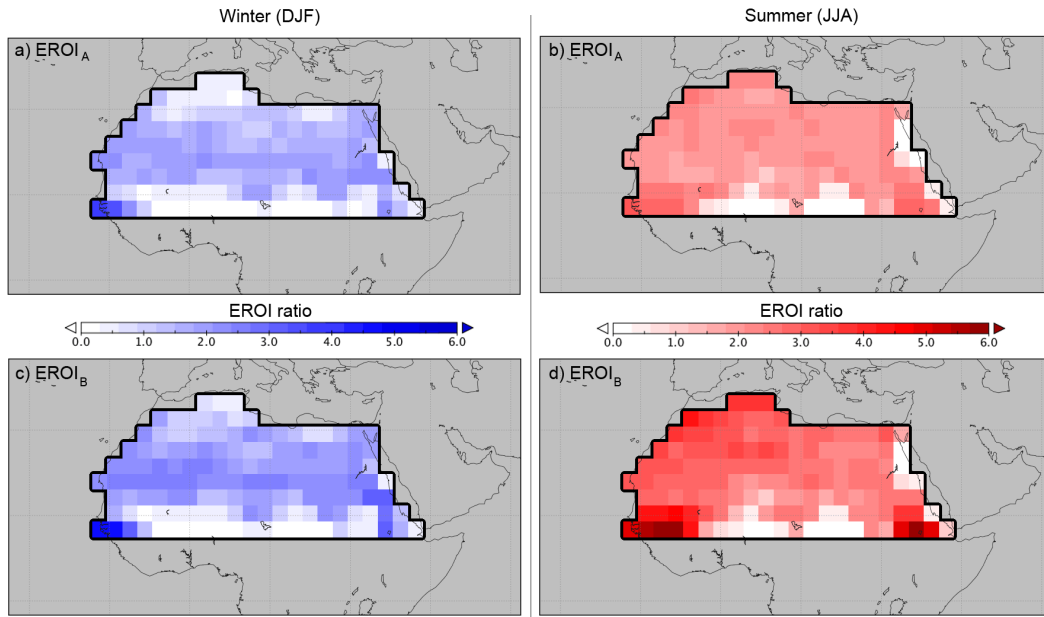 Winter (DJF)
Summer (JJA)
a) EROI_A
b) EROI_A
EROI ratio
0.0 1.0 2.0 3.0 4.0 5.0 6.0
EROI ratio
0.0 1.0 2.0 3.0 4.0 5.0 6.0
c) EROI_B
d) EROI_B